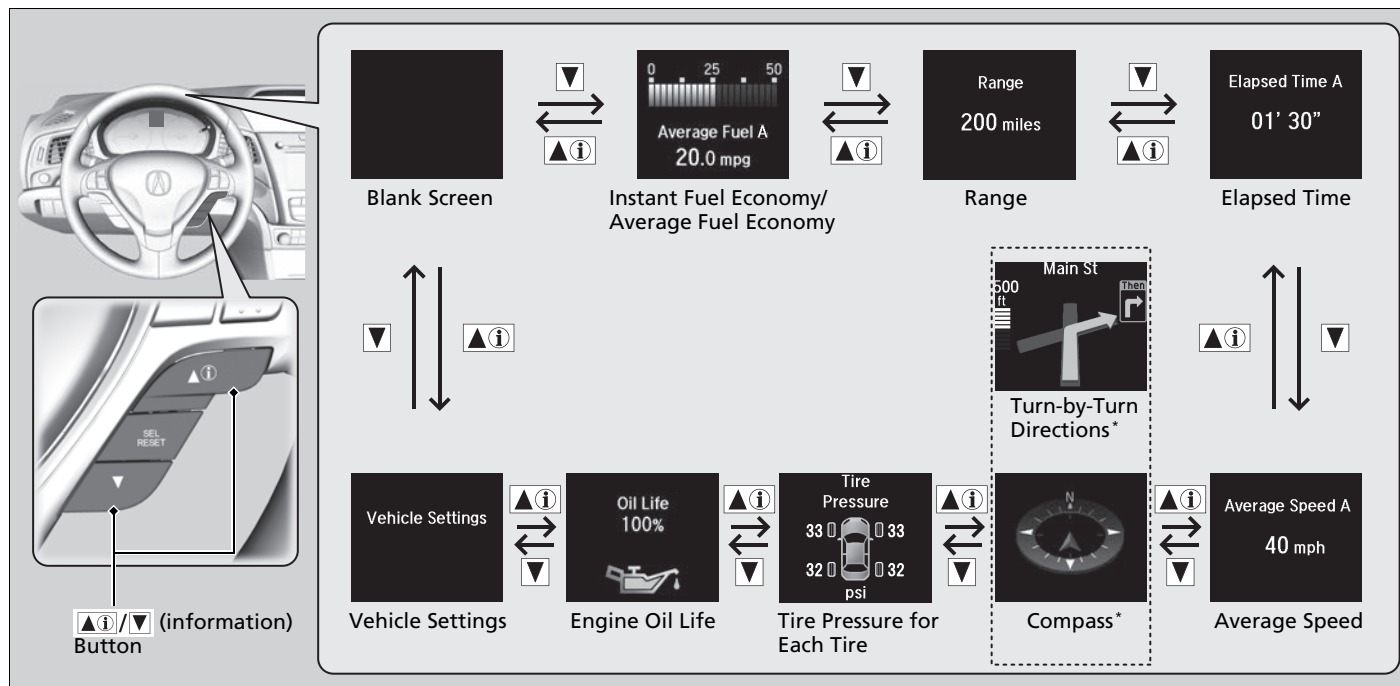 0 25 50
Average Fuel A
20.0 mpg
Range
200 miles
Elapsed Time A
01' 30"
▼
▼
▼
▲ⓘ
▲ⓘ
▲ⓘ
Blank Screen
Instant Fuel Economy/
Average Fuel Economy
Range
Elapsed Time
Main St
500
ft
Then
▼
▲ⓘ
▲ⓘ
▼
Turn-by-Turn
Directions*
▲ⓘ
SEL
RESET
▼
Vehicle Settings
Oil Life
100%
Tire
Pressure
33 33
32 32
psi
N
Average Speed A
40 mph
▲ⓘ
▲ⓘ
▲ⓘ
▲ⓘ
▼
▼
▼
▼
Vehicle Settings
Engine Oil Life
Tire Pressure for
Each Tire
Compass*
Average Speed
▲ⓘ/▼ (information)
Button